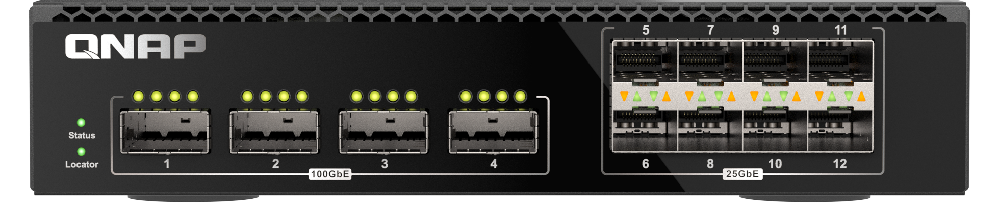 QNAP
5 7 9 11
Status
Locator
1 2 3 4
6 8 10 12
100GbE
25GbE